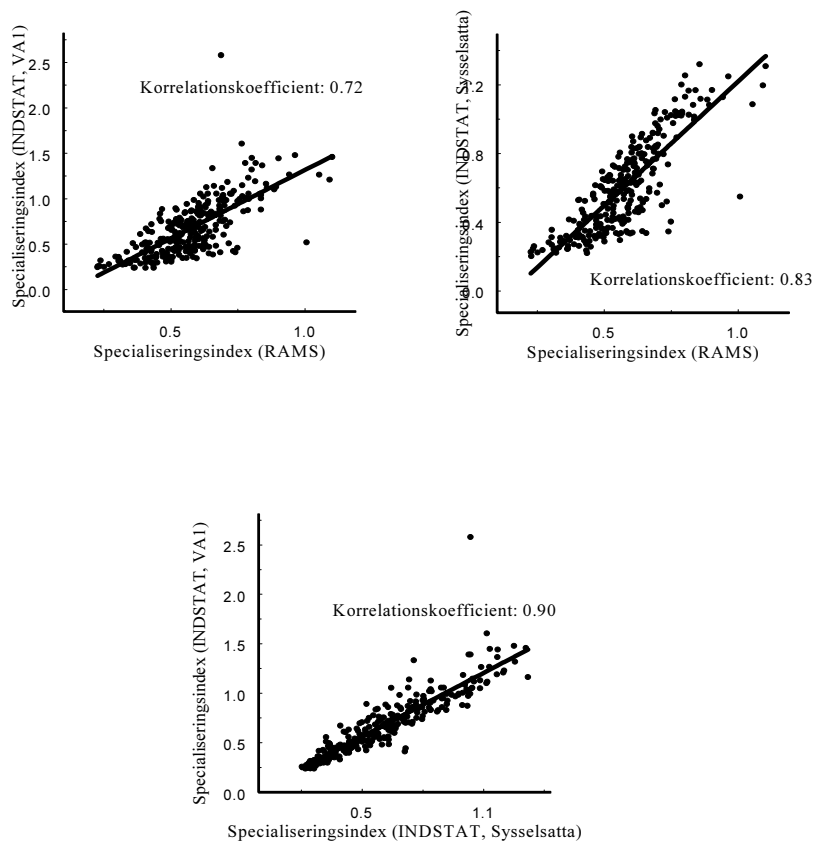 Specialiseringsindex (INDSTAT, VA1)
2.5
2.0
1.5
1.0
0.5
0.0
Korrelationskoefficient: 0.72
0.5 1.0
Specialiseringsindex (RAMS)
Specialiseringsindex (INDSTAT, Sysselsatta)
1.2
0.8
0.4
0.0
Korrelationskoefficient: 0.83
0.5 1.0
Specialiseringsindex (RAMS)
Specialiseringsindex (INDSTAT, VA1)
2.5
2.0
1.5
1.0
0.5
0.0
Korrelationskoefficient: 0.90
0.5 1.1
Specialiseringsindex (INDSTAT, Sysselsatta)